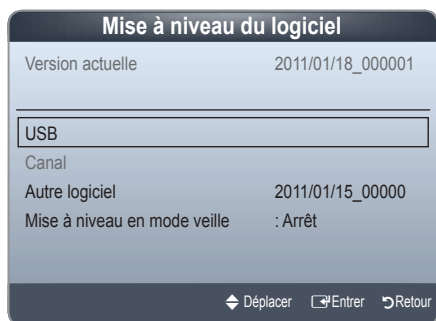 Mise à niveau du logiciel
Version actuelle 2011/01/18_000001
USB
Canal
Autre logiciel 2011/01/15_00000
Mise à niveau en mode veille : Arrêt
Déplacer Entrer Retour